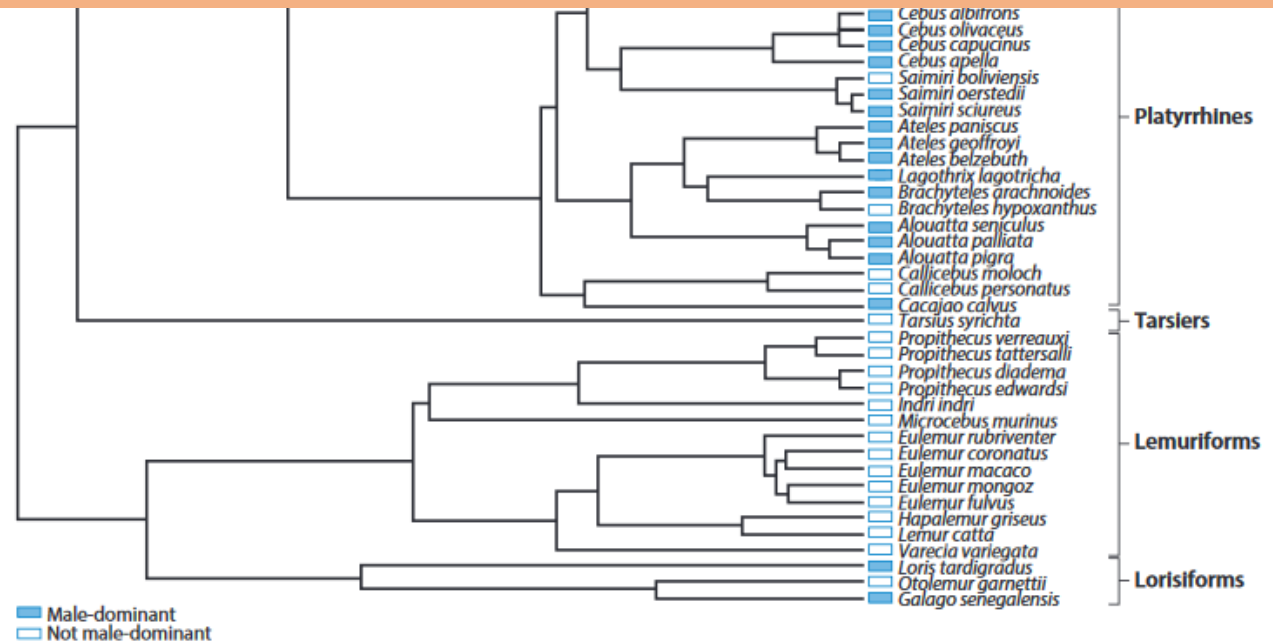 Cebus albifrons
Cebus olivaceus
Cebus capucinus
Cebus apella
Saimiri boliviensis
Saimiri oerstedii
Saimiri sciureus
Ateles paniscus
Platyrrhines
Ateles geoffroyi
Ateles belzebuth
Lagothrix lagotricha
Brachyteles arachnoides
Brachyteles hypoxanthus
Alouatta seniculus
Alouatta palliata
Alouatta pigra
Callicebus moloch
Callicebus personatus
Cacajao calvus
Tarsius syrichta
Tarsiers
Propithecus verreauxi
Propithecus tattersalli
Propithecus diadema
Propithecus edwardsi
Indri indri
Microcebus murinus
Eulemur rubriventer
Lemuriforms
Eulemur coronatus
Eulemur macaco
Eulemur mongoz
Eulemur fulvus
Hapalemur griseus
Lemur catta
Varecia variegata
Loris tardigradus
Otolemur garnettii
Lorisiforms
Galago senegalensis
Male-dominant
Not male-dominant